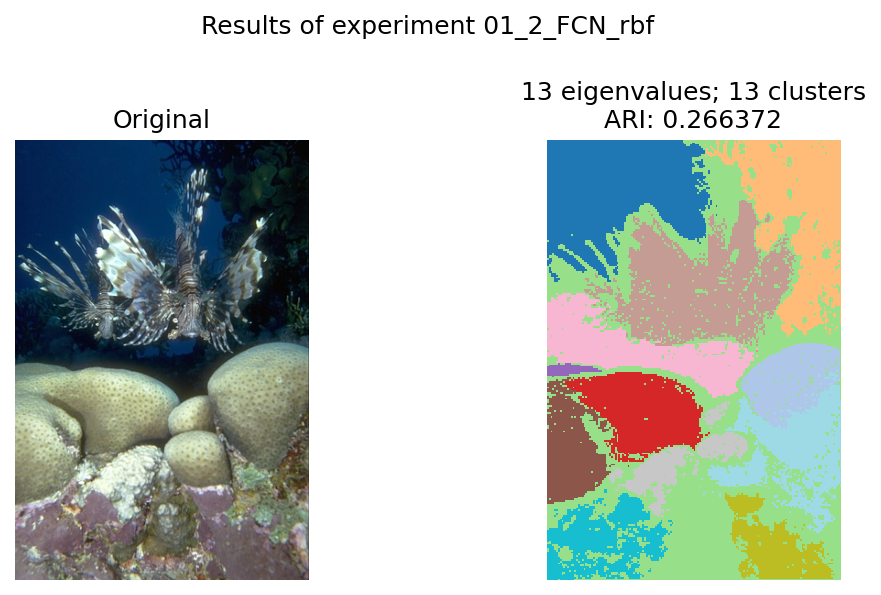 Results of experiment 01_2_FCN_rbf
Original
13 eigenvalues; 13 clusters
ARI: 0.266372